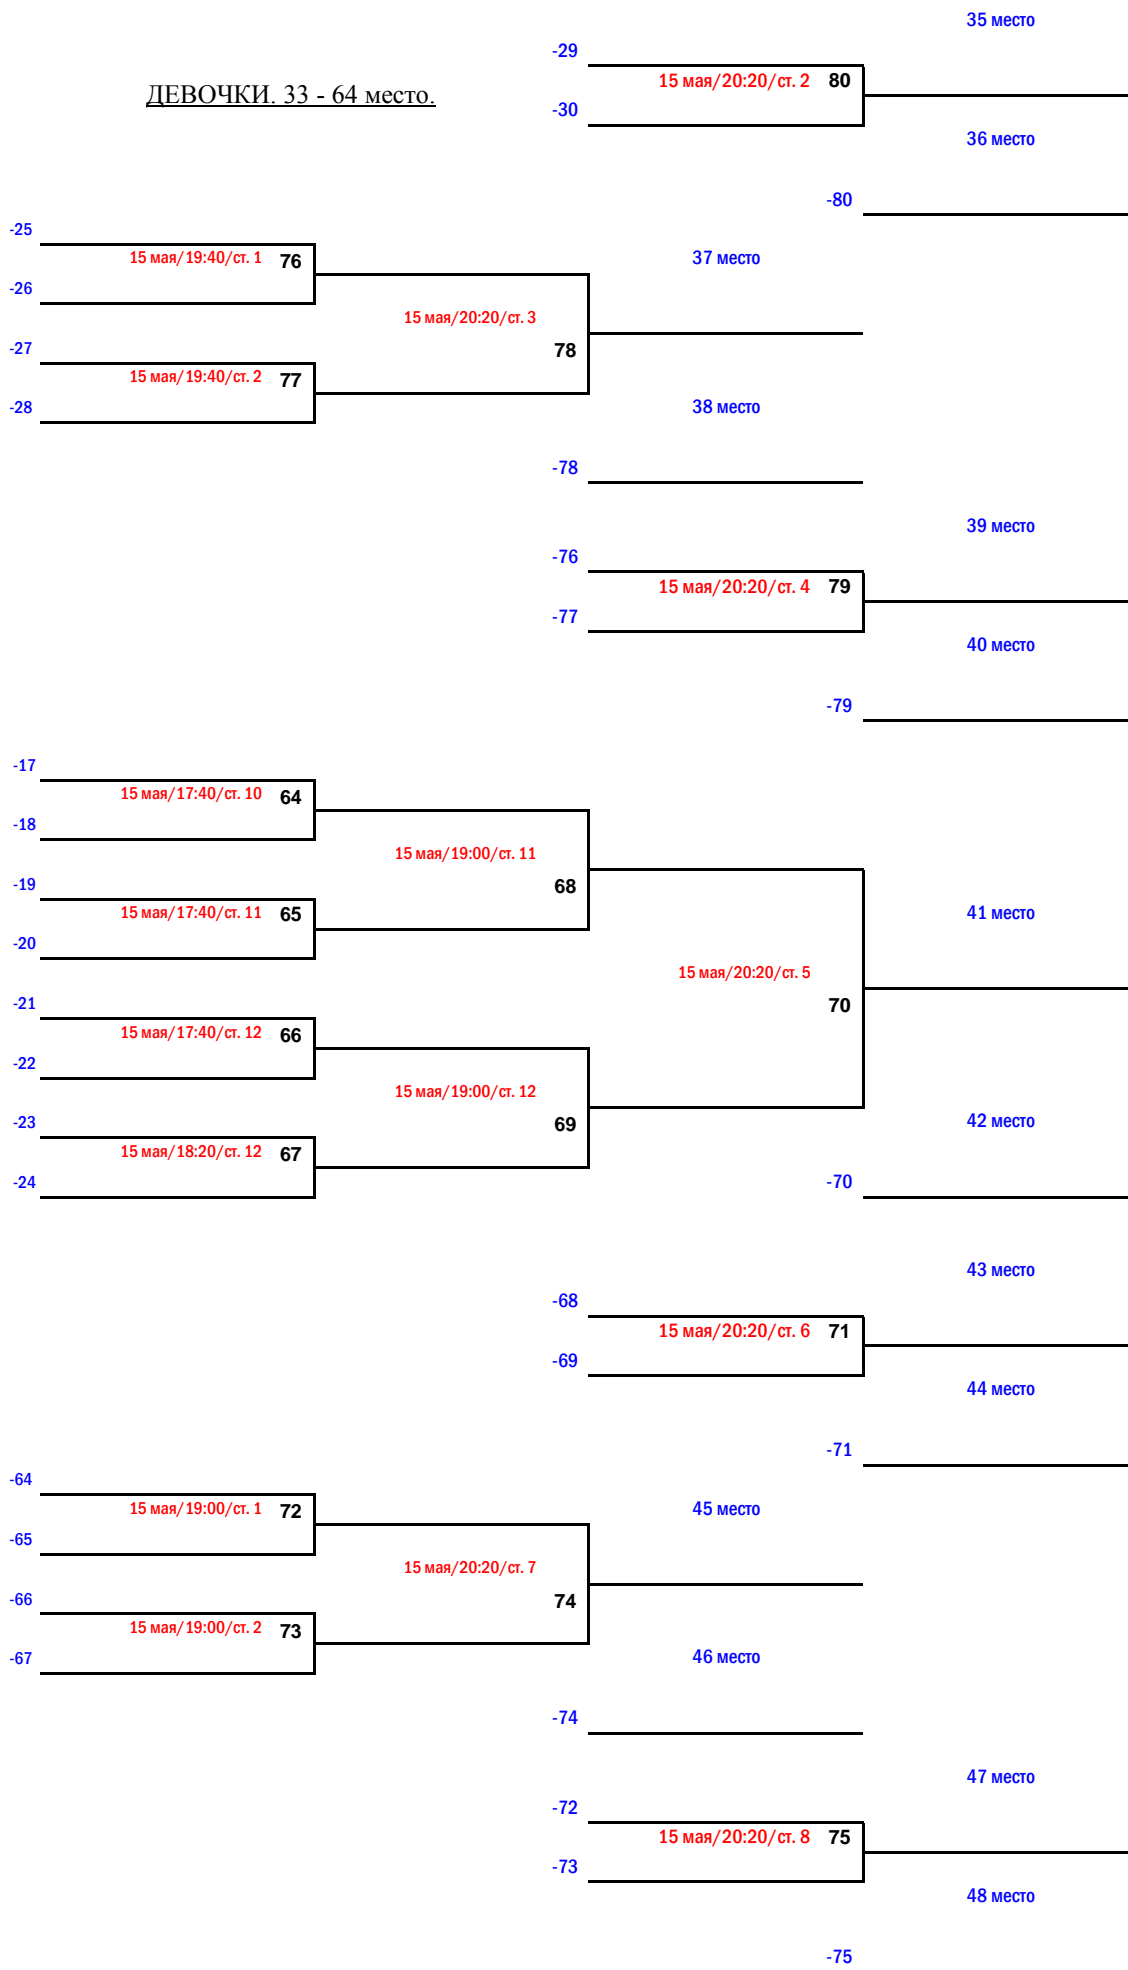 35 место
-29
15 мая/20:20/ст. 2 80
ДЕВОЧКИ. 33 - 64 место.
-30
36 место
-80
-25
15 мая/19:40/ст. 1 76
37 место
-26
15 мая/20:20/ст. 3
-27
78
15 мая/19:40/ст. 2 77
-28
38 место
-78
39 место
-76
15 мая/20:20/ст. 4 79
-77
40 место
-79
-17
15 мая/17:40/ст. 10 64
-18
15 мая/19:00/ст. 11
-19
68
15 мая/17:40/ст. 11 65
41 место
-20
15 мая/20:20/ст. 5
-21
70
15 мая/17:40/ст. 12 66
-22
15 мая/19:00/ст. 12
-23
69
42 место
15 мая/18:20/ст. 12 67
-24
-70
43 место
-68
15 мая/20:20/ст. 6 71
-69
44 место
-71
-64
15 мая/19:00/ст. 1 72
45 место
-65
15 мая/20:20/ст. 7
-66
74
15 мая/19:00/ст. 2 73
-67
46 место
-74
47 место
-72
15 мая/20:20/ст. 8 75
-73
48 место
-75